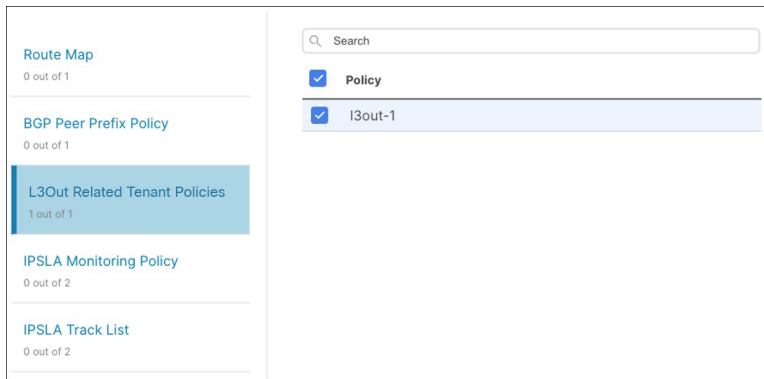 Route Map
0 out of 1
BGP Peer Prefix Policy
0 out of 1
L3Out Related Tenant Policies
1 out of 1
IPSLA Monitoring Policy
0 out of 2
IPSLA Track List
0 out of 2
Search
Policy
l3out-1